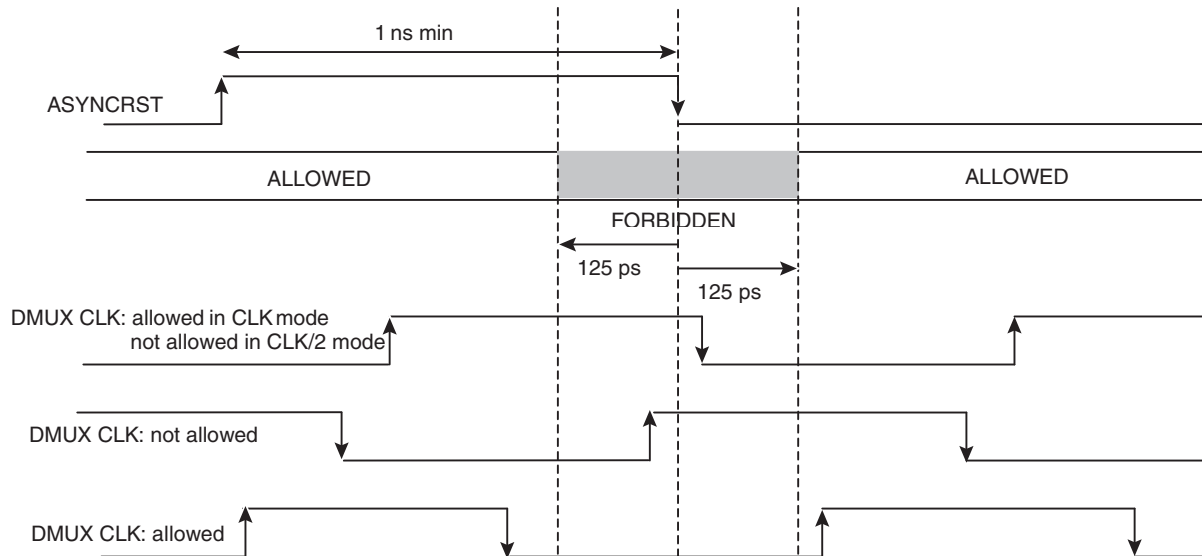 1 ns min
ASYNCRST
ALLOWED
ALLOWED
FORBIDDEN
125 ps
125 ps
DMUX CLK: allowed in CLK mode
not allowed in CLK/2 mode
DMUX CLK: not allowed
DMUX CLK: allowed